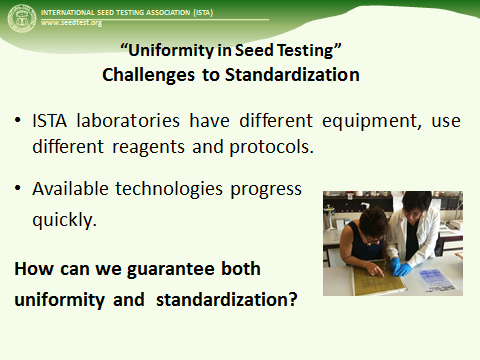 INTERNATIONAL SEED TESTING ASSOCIATION (ISTA)
www.seedtest.org
“Uniformity in Seed Testing”
Challenges to Standardization
• ISTA laboratories have different equipment, use
different reagents and protocols.
• Available technologies progress
quickly.
How can we guarantee both
uniformity and standardization?